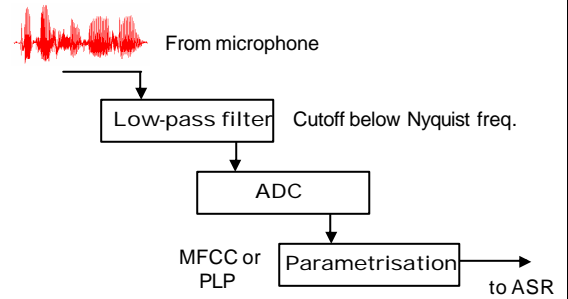 From microphone
Low-pass filter
Cutoff below Nyquist freq.
ADC
MFCC or
PLP
Parametrisation
to ASR